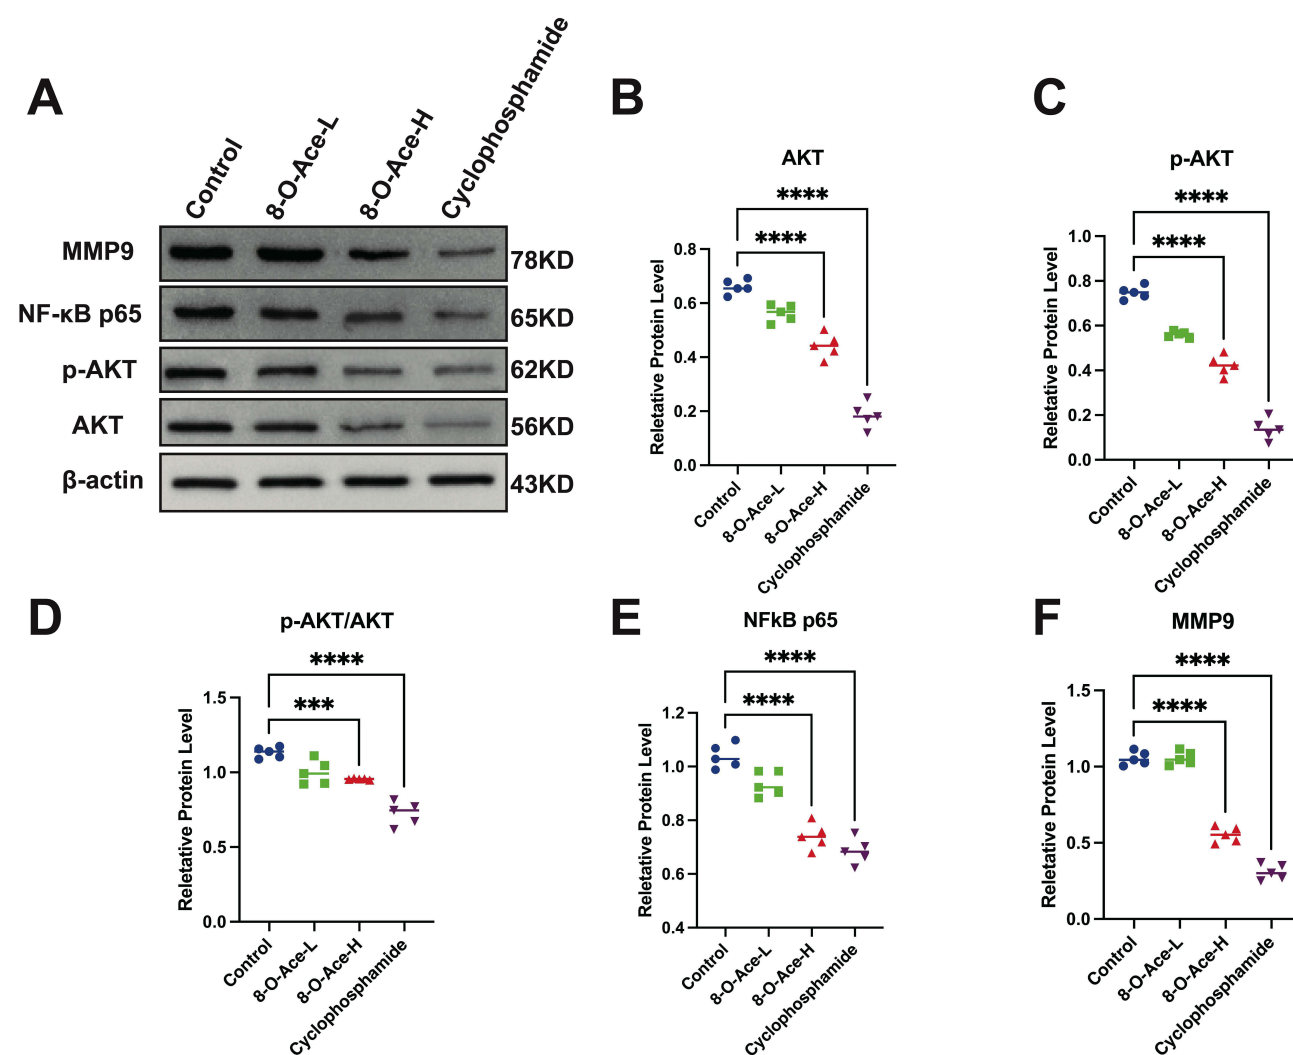 A
Control
8-O-Ace-L
8-O-Ace-H
Cyclophosphamide
MMP9
78KD
NF-κB p65
65KD
p-AKT
62KD
AKT
56KD
β-actin
43KD
B
AKT
****
****
Reletative Protein Level
0.8
0.6
0.4
0.2
0.0
Control
8-O-Ace-L
8-O-Ace-H
Cyclophosphamide
C
p-AKT
****
****
Reletative Protein Level
1.0
0.8
0.6
0.4
0.2
0.0
Control
8-O-Ace-L
8-O-Ace-H
Cyclophosphamide
D
p-AKT/AKT
****
***
Reletative Protein Level
1.5
1.0
0.5
0.0
Control
8-O-Ace-L
8-O-Ace-H
Cyclophosphamide
E
NFkB p65
****
****
Reletative Protein Level
1.2
1.0
0.8
0.6
0.4
Control
8-O-Ace-L
8-O-Ace-H
Cyclophosphamide
F
MMP9
****
****
Reletative Protein Level
1.5
1.0
0.5
0.0
Control
8-O-Ace-L
8-O-Ace-H
Cyclophosphamide